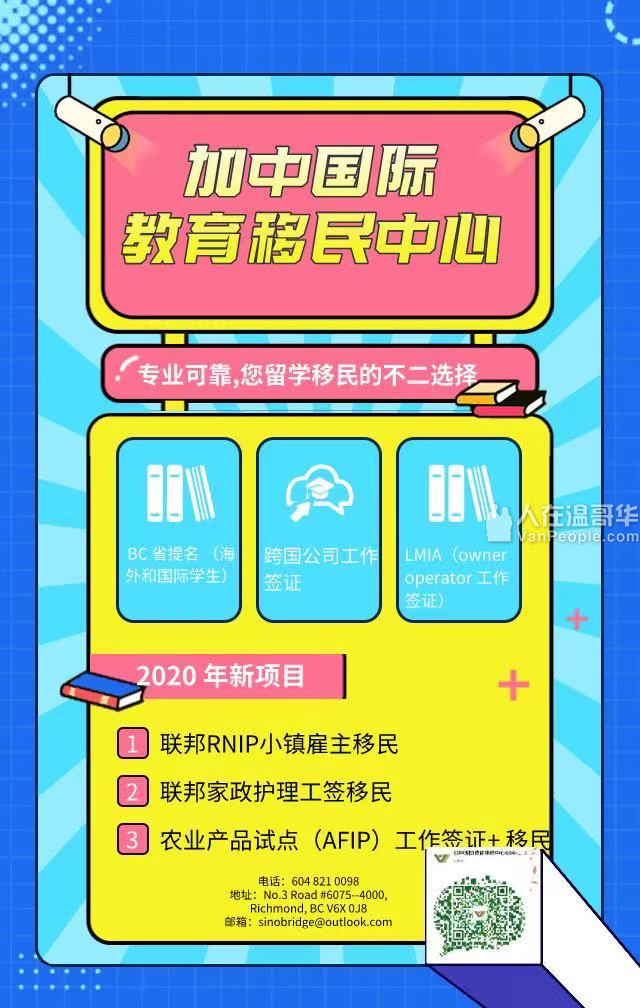 加中国际
教育移民中心
专业可靠,您留学移民的不二选择
BC 省提名 （海
外和国际学生）
跨国公司工作
签证
LMIA（owner
operator 工作
签证）
人在温哥华
VanPeople.com
2020 年新项目
1 联邦RNIP小镇雇主移民
2 联邦家政护理工签移民
3 农业产品试点（AFIP）工作签证+ 移民
电话：604 821 0098
地址：No.3 Road #6075--4000,
Richmond, BC V6X 0J8
邮箱：sinobridge@outlook.com